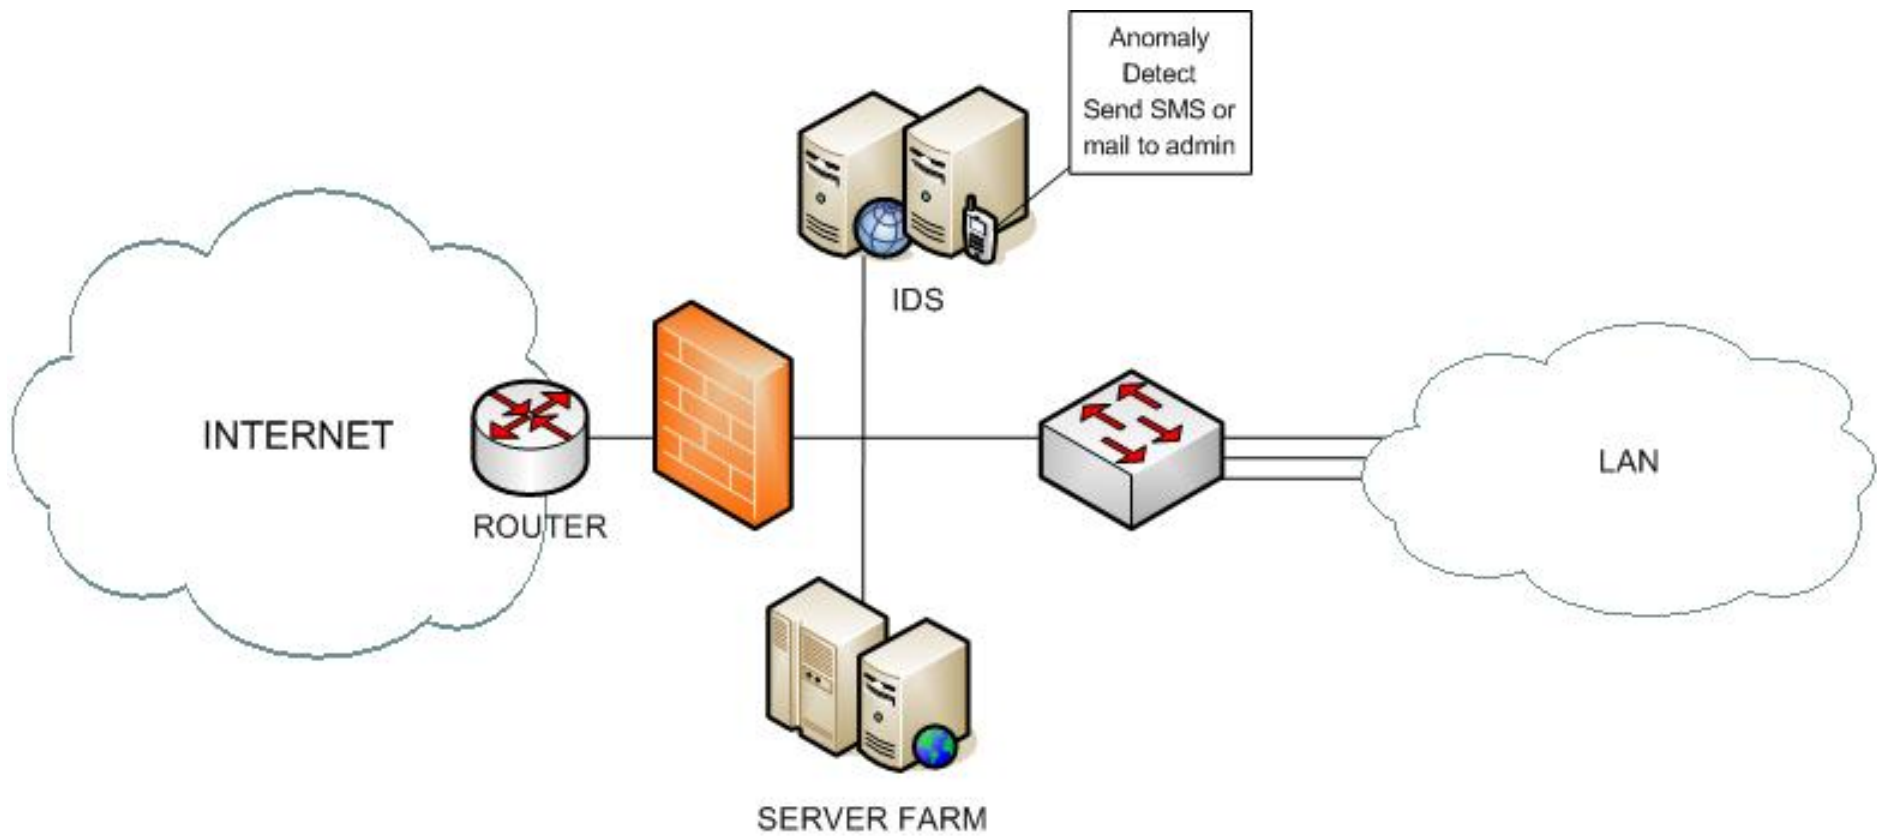 Anomaly
Detect
Send SMS or
mail to admin
IDS
INTERNET
ROUTER
LAN
SERVER FARM